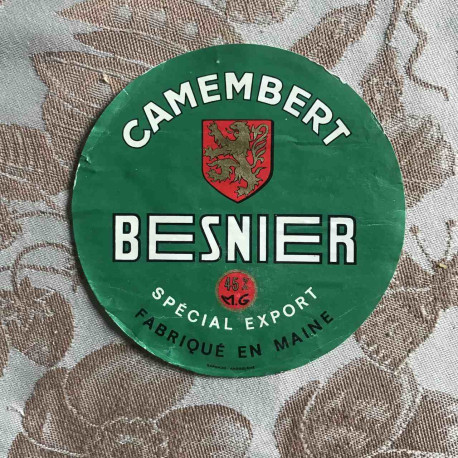 CAMEMBERT
BESNIER
45%
M.G
SPÉCIAL EXPORT
FABRIQUÉ EN MAINE